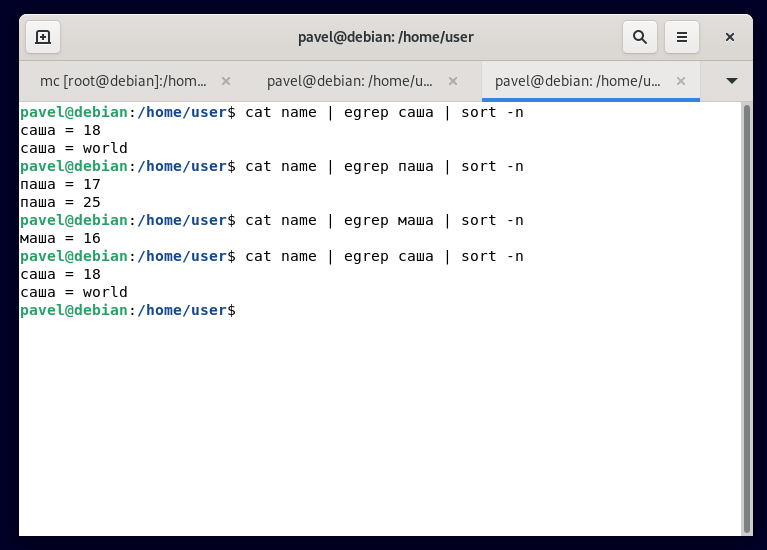 pavel@debian: /home/user
mc [root@debian]:/hom...
pavel@debian: /home/u...
pavel@debian: /home/u...
pavel@debian:/home/user$ cat name | egrep саша | sort -n
саша = 18
саша = world
pavel@debian:/home/user$ cat name | egrep паша | sort -n
паша = 17
паша = 25
pavel@debian:/home/user$ cat name | egrep маша | sort -n
маша = 16
pavel@debian:/home/user$ cat name | egrep саша | sort -n
саша = 18
саша = world
pavel@debian:/home/user$